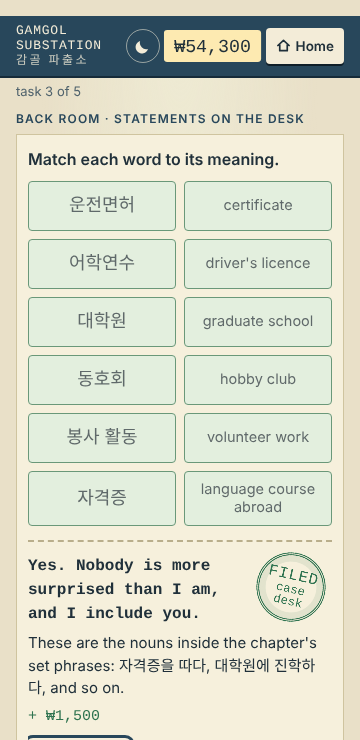 GAMGOL
SUBSTATION
감골 파출소
₩54,300
Home
task 3 of 5
BACK ROOM · STATEMENTS ON THE DESK
Match each word to its meaning.
운전면허
certificate
어학연수
driver's licence
대학원
graduate school
동호회
hobby club
봉사 활동
volunteer work
자격증
language course
abroad
Yes. Nobody is more
surprised than I am,
and I include you.
FILED
case
desk
These are the nouns inside the chapter's
set phrases: 자격증을 따다, 대학원에 진학하
다, and so on.
+ ₩1,500